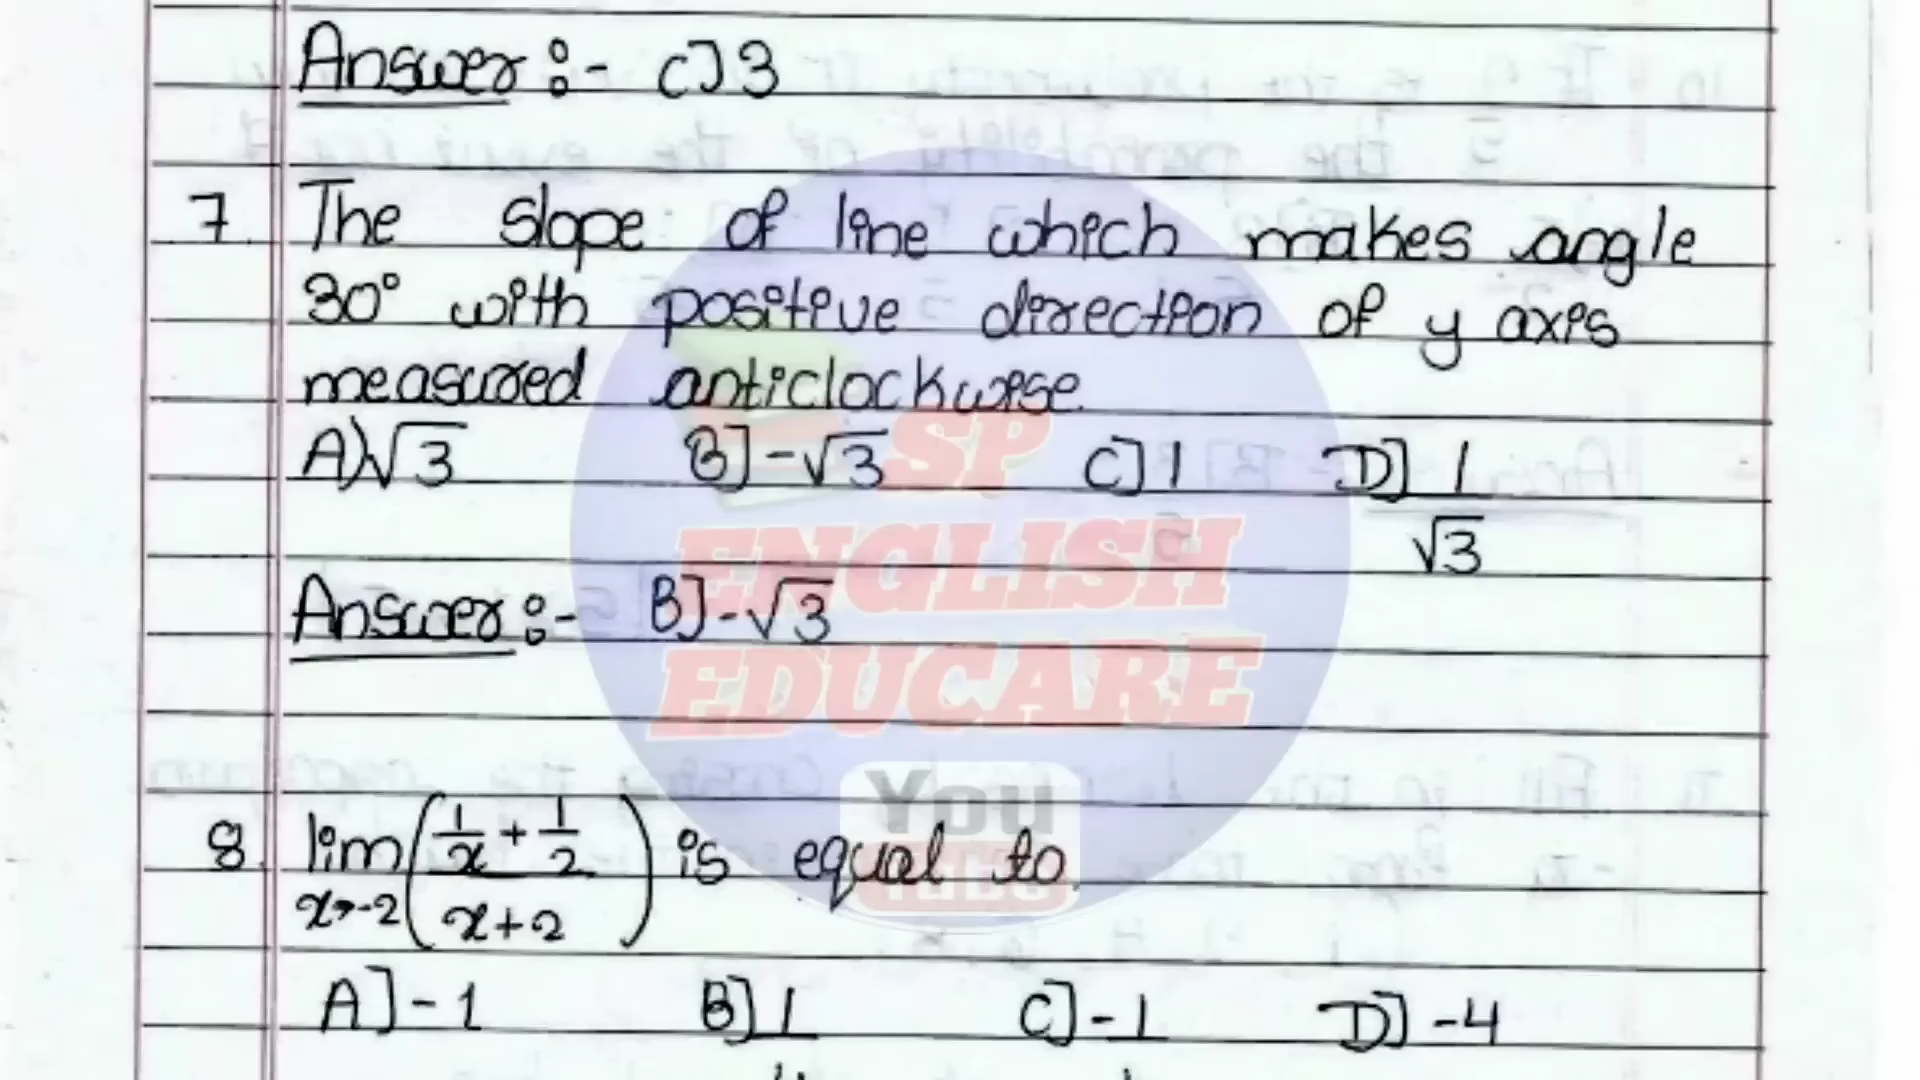 Answer :- C] 3
7. The slope of line which makes angle
30° with positive direction of y axis
measured anticlockwise.
A) √3 B] -√3 C] 1 D] 1/√3
Answer :- B] -√3
8. lim x→-2 ((1/x + 1/2)/(x+2)) is equal to.
A] -1 B] 1 C] -1 D] -4
SP
ENGLISH
EDUCARE
You
Tube